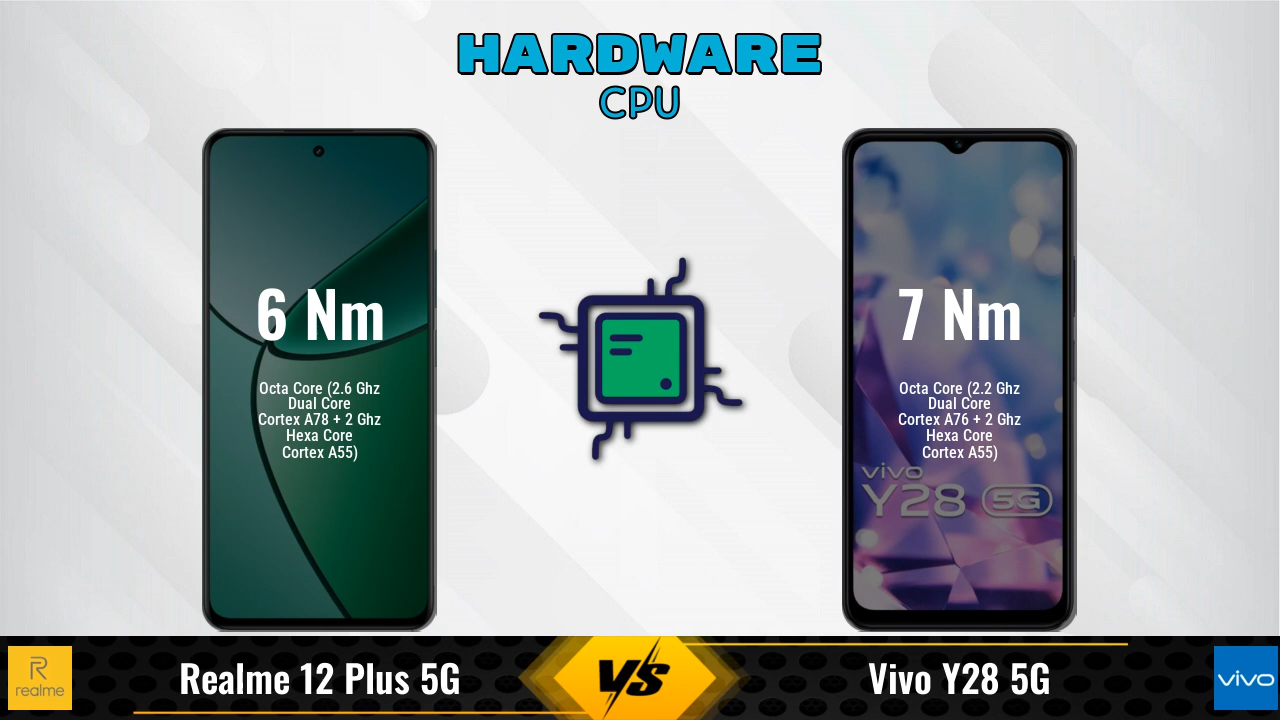 HARDWARE
CPU
6 Nm
Octa Core (2.6 Ghz
Dual Core
Cortex A78 + 2 Ghz
Hexa Core
Cortex A55)
7 Nm
Octa Core (2.2 Ghz
Dual Core
Cortex A76 + 2 Ghz
Hexa Core
Cortex A55)
vivo
Y28 5G
R
realme
Realme 12 Plus 5G
VS
Vivo Y28 5G
vivo